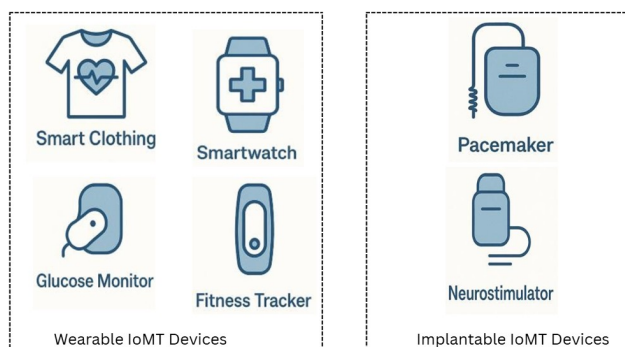 Smart Clothing
Smartwatch
Glucose Monitor
Fitness Tracker
Wearable IoMT Devices
Pacemaker
Neurostimulator
Implantable IoMT Devices